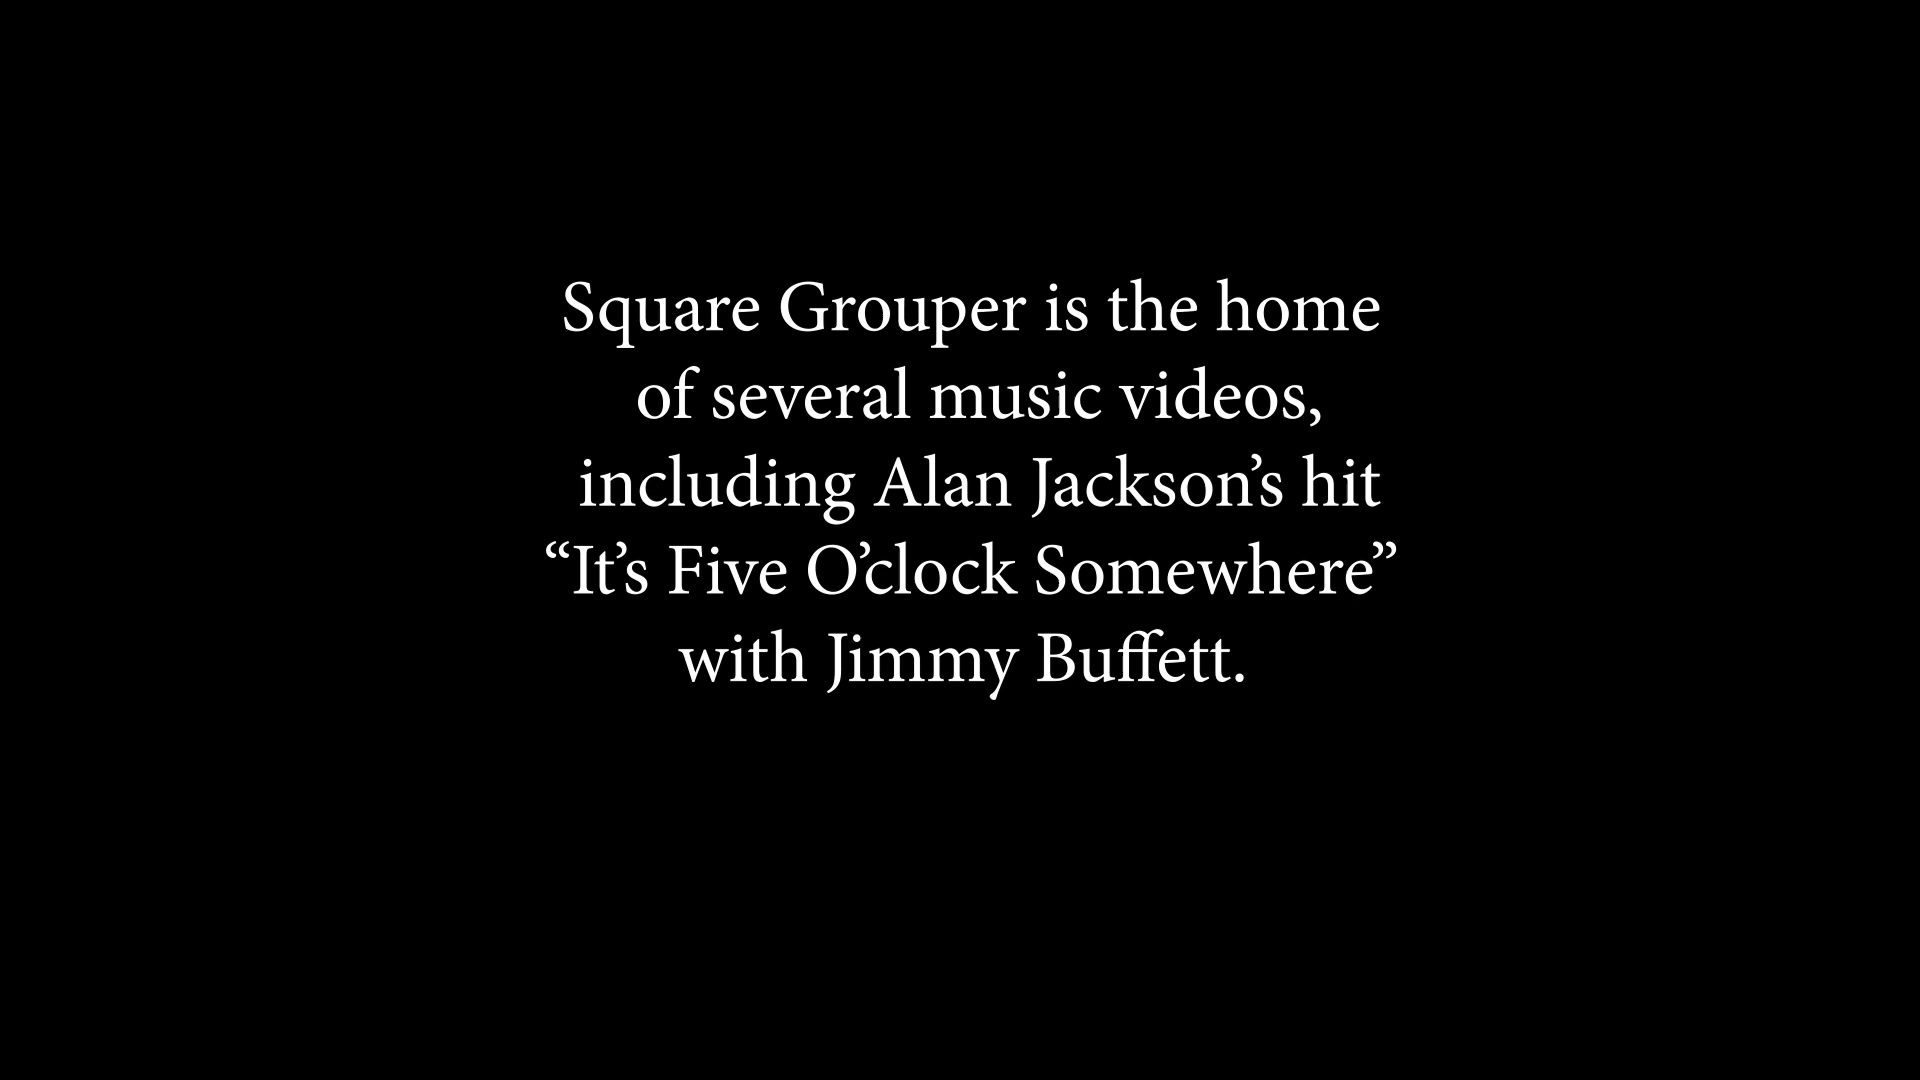 Square Grouper is the home
of several music videos,
including Alan Jackson’s hit
“It’s Five O’clock Somewhere”
with Jimmy Buffett.